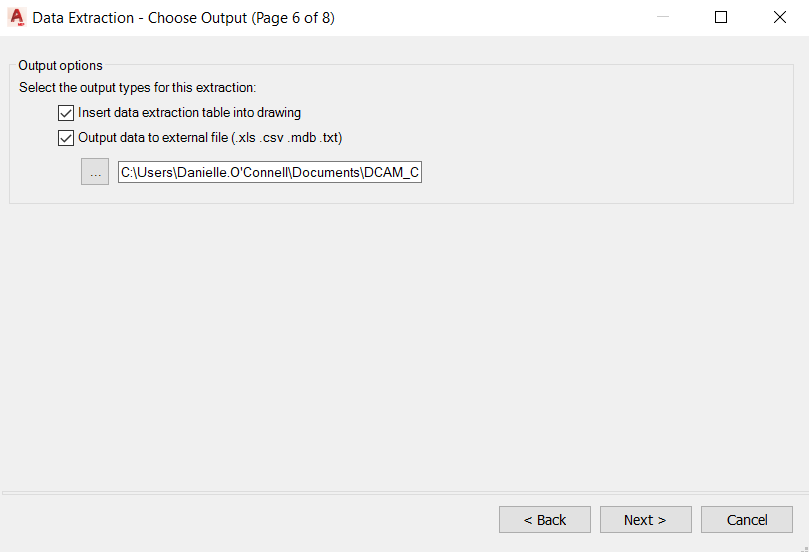 Data Extraction - Choose Output (Page 6 of 8)
Output options
Select the output types for this extraction:
Insert data extraction table into drawing
Output data to external file (.xls .csv .mdb .txt)
... C:\Users\Danielle.O'Connell\Documents\DCAM_C
< Back Next > Cancel